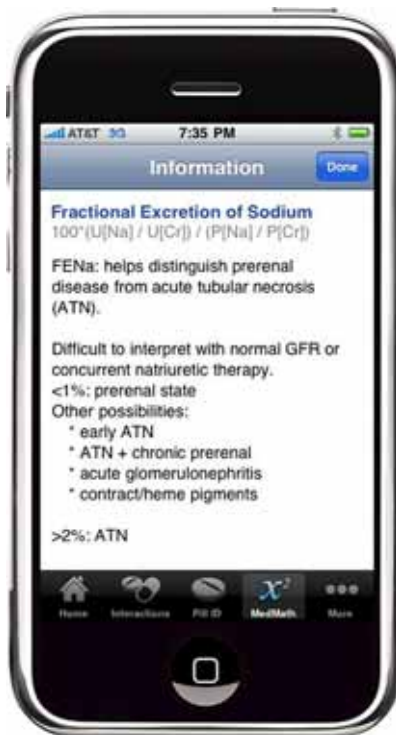 AT&T 3G 7:35 PM
Information Done
Fractional Excretion of Sodium
100*(U[Na] / U[Cr]) / (P[Na] / P[Cr])
FENa: helps distinguish prerenal
disease from acute tubular necrosis
(ATN).
Difficult to interpret with normal GFR or
concurrent natriuretic therapy.
<1%: prerenal state
Other possibilities:
* early ATN
* ATN + chronic prerenal
* acute glomerulonephritis
* contract/heme pigments
>2%: ATN
x²
Home Interactions Pill ID MedMath More